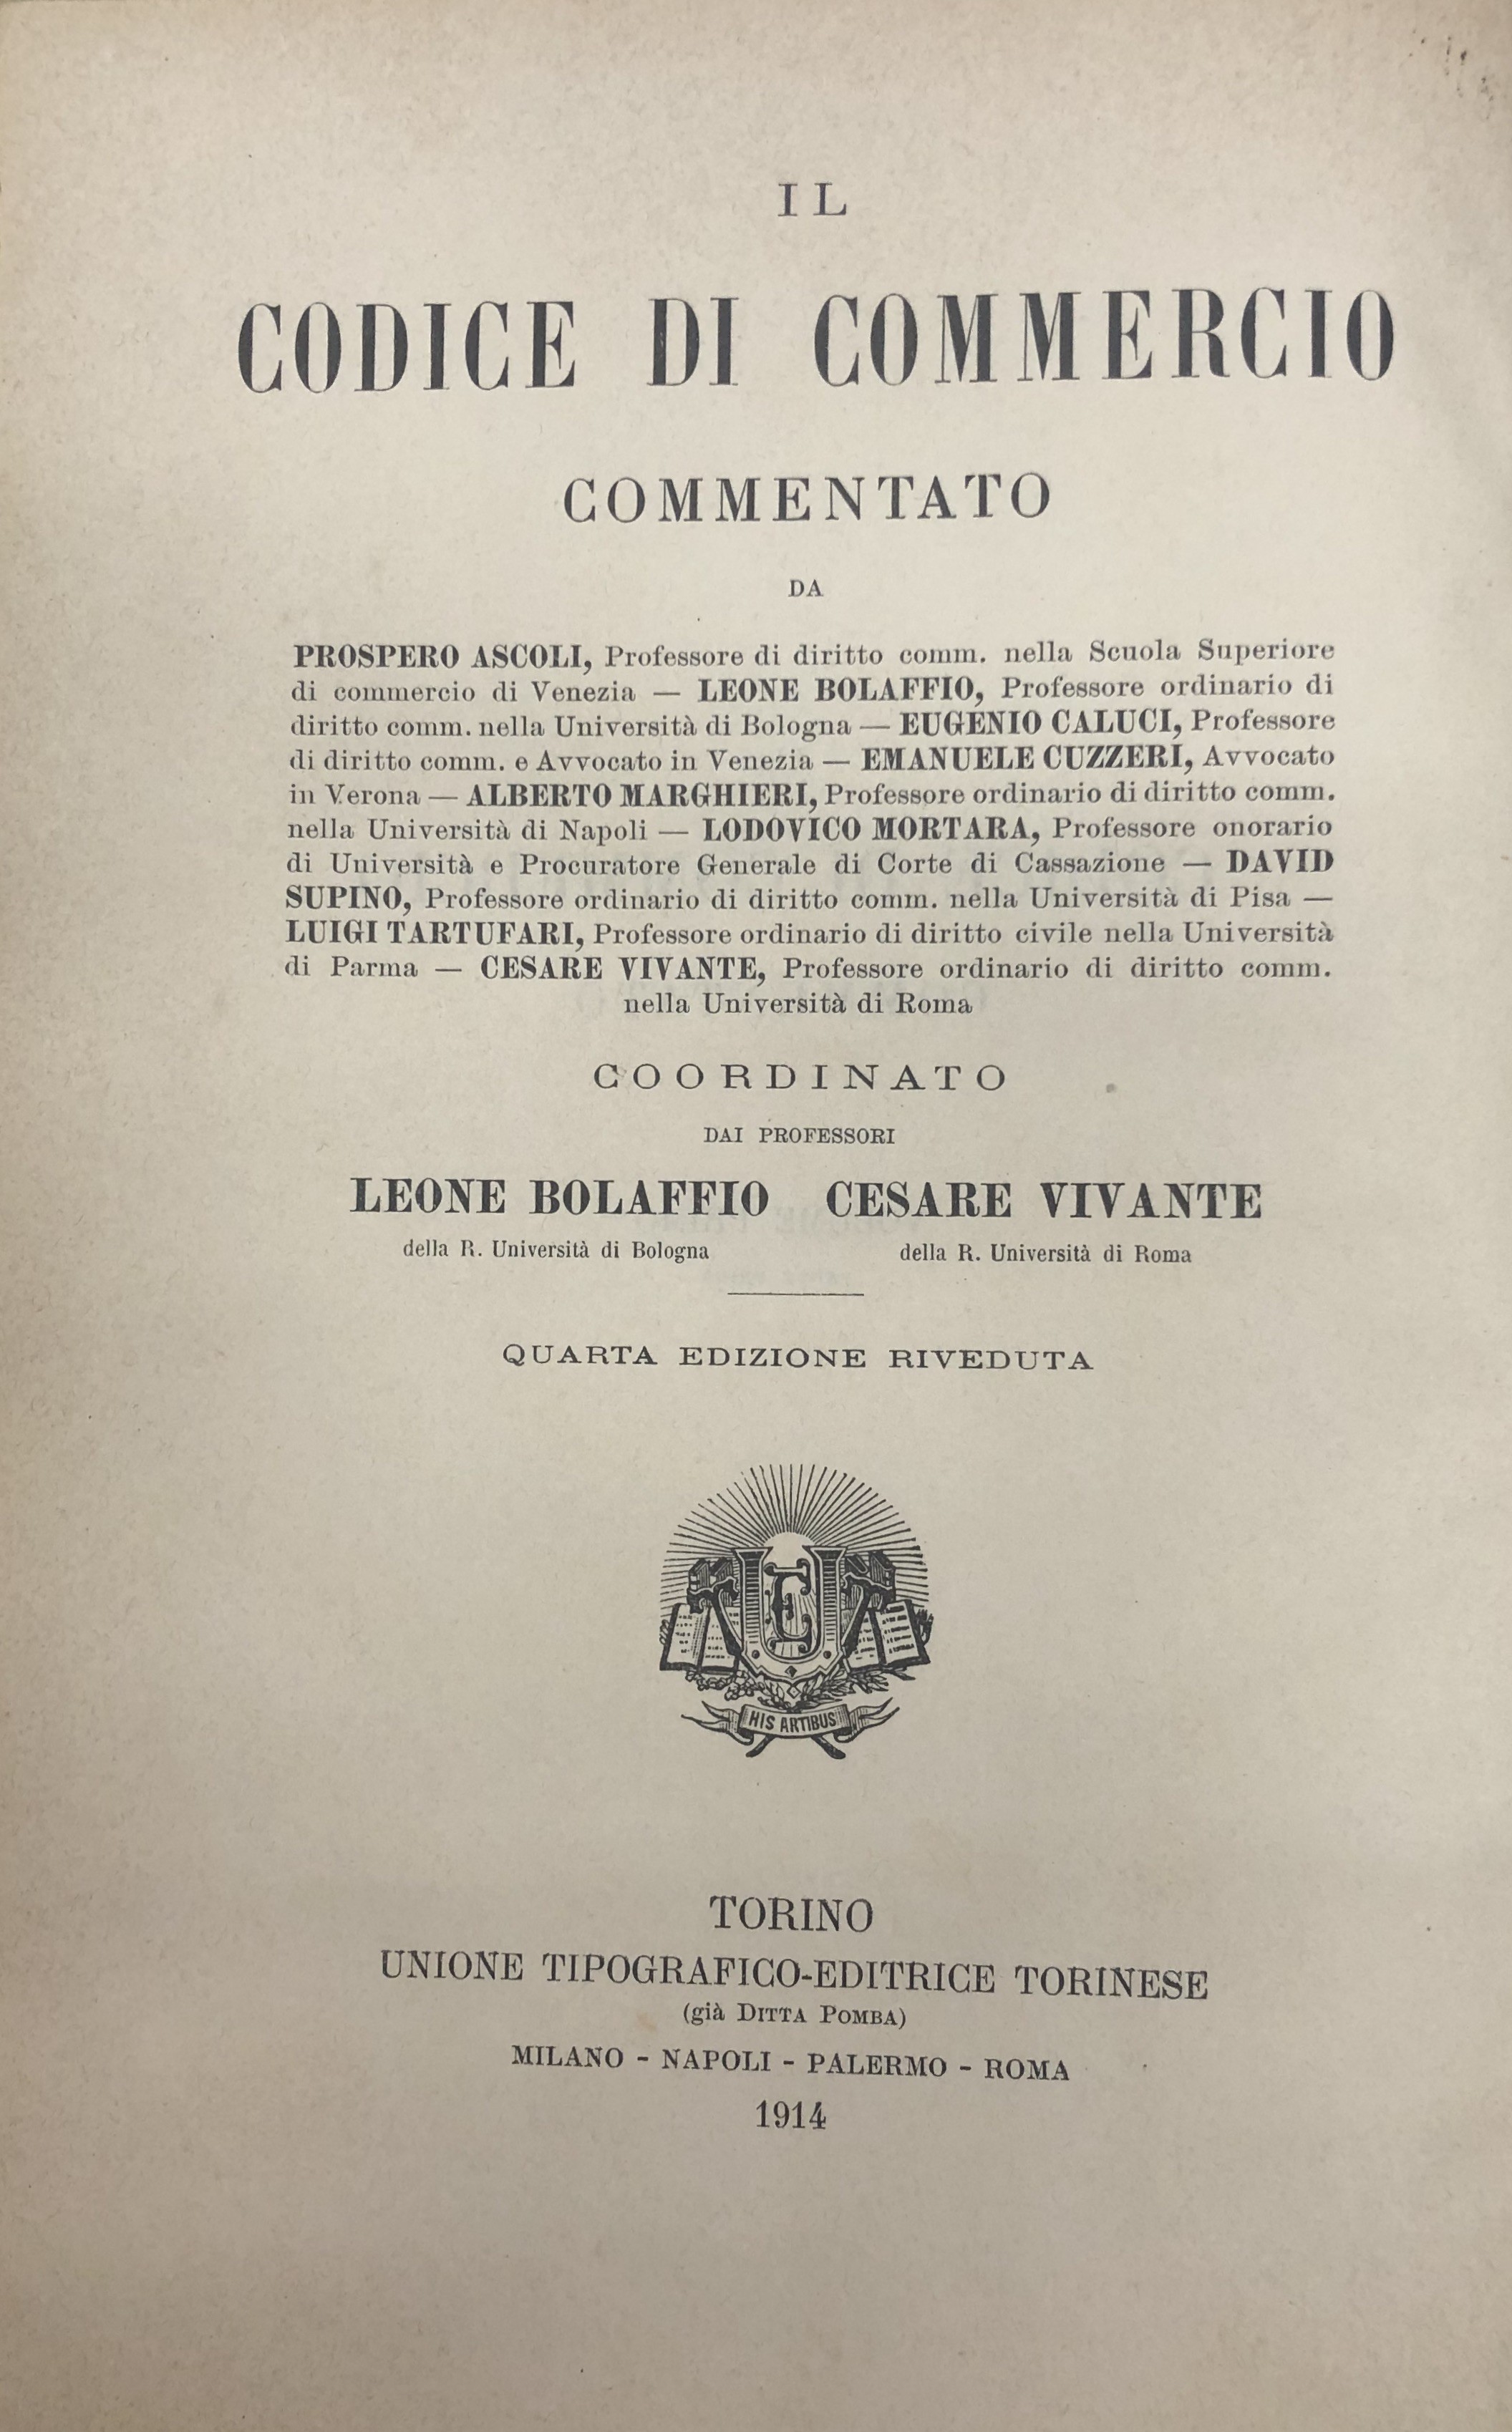 IL
CODICE DI COMMERCIO
COMMENTATO
DA
PROSPERO ASCOLI, Professore di diritto comm. nella Scuola Superiore
di commercio di Venezia — LEONE BOLAFFIO, Professore ordinario di
diritto comm. nella Università di Bologna — EUGENIO CALUCI, Professore
di diritto comm. e Avvocato in Venezia — EMANUELE CUZZERI, Avvocato
in Verona — ALBERTO MARGHIERI, Professore ordinario di diritto comm.
nella Università di Napoli — LODOVICO MORTARA, Professore onorario
di Università e Procuratore Generale di Corte di Cassazione — DAVID
SUPINO, Professore ordinario di diritto comm. nella Università di Pisa —
LUIGI TARTUFARI, Professore ordinario di diritto civile nella Università
di Parma — CESARE VIVANTE, Professore ordinario di diritto comm.
nella Università di Roma
COORDINATO
DAI PROFESSORI
LEONE BOLAFFIO CESARE VIVANTE
della R. Università di Bologna della R. Università di Roma
QUARTA EDIZIONE RIVEDUTA
UTE
HIS ARTIBUS
TORINO
UNIONE TIPOGRAFICO-EDITRICE TORINESE
(già DITTA POMBA)
MILANO - NAPOLI - PALERMO - ROMA
1914